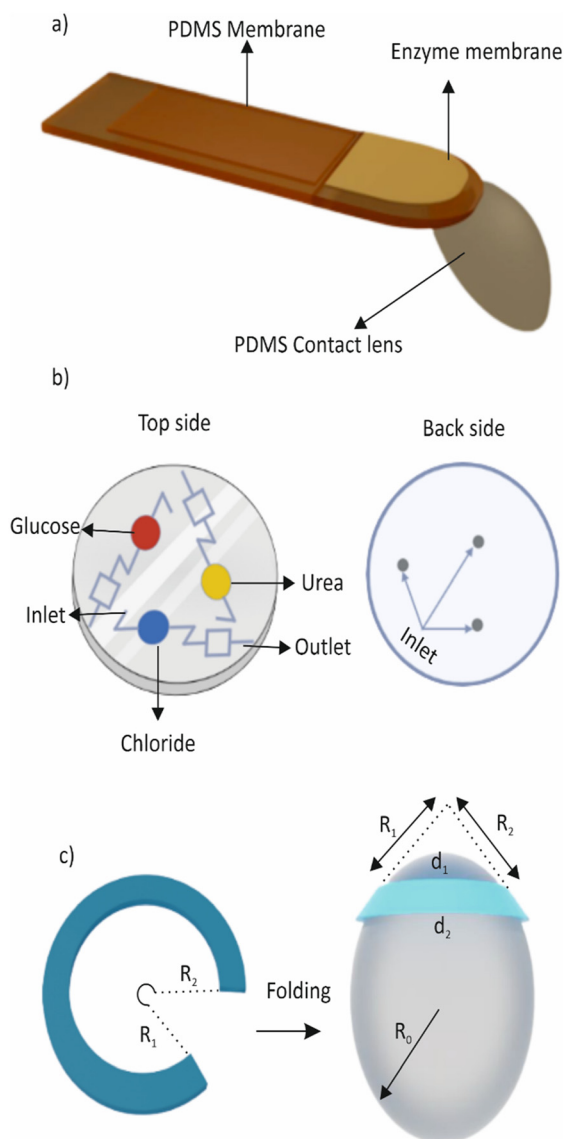 a)
PDMS Membrane
Enzyme membrane
PDMS Contact lens
b)
Top side
Back side
Glucose
Inlet
Urea
Outlet
Chloride
Inlet
c)
R1
R2
d1
d2
R2
R1
Folding
R0